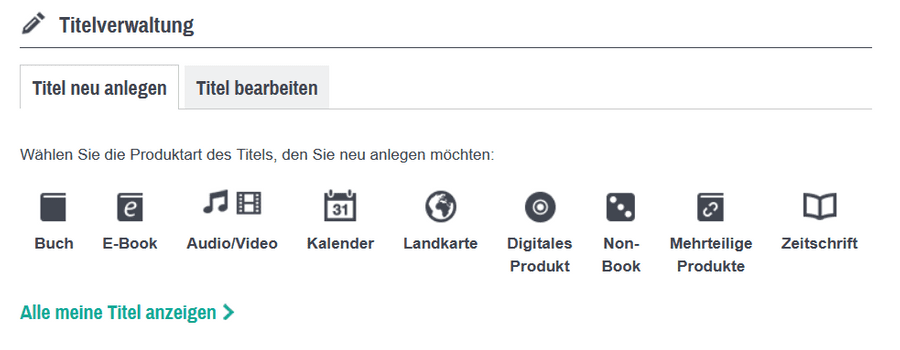 Titelverwaltung
Titel neu anlegen Titel bearbeiten
Wählen Sie die Produktart des Titels, den Sie neu anlegen möchten:
e 31
Buch E-Book Audio/Video Kalender Landkarte Digitales Non- Mehrteilige Zeitschrift
Produkt Book Produkte
Alle meine Titel anzeigen